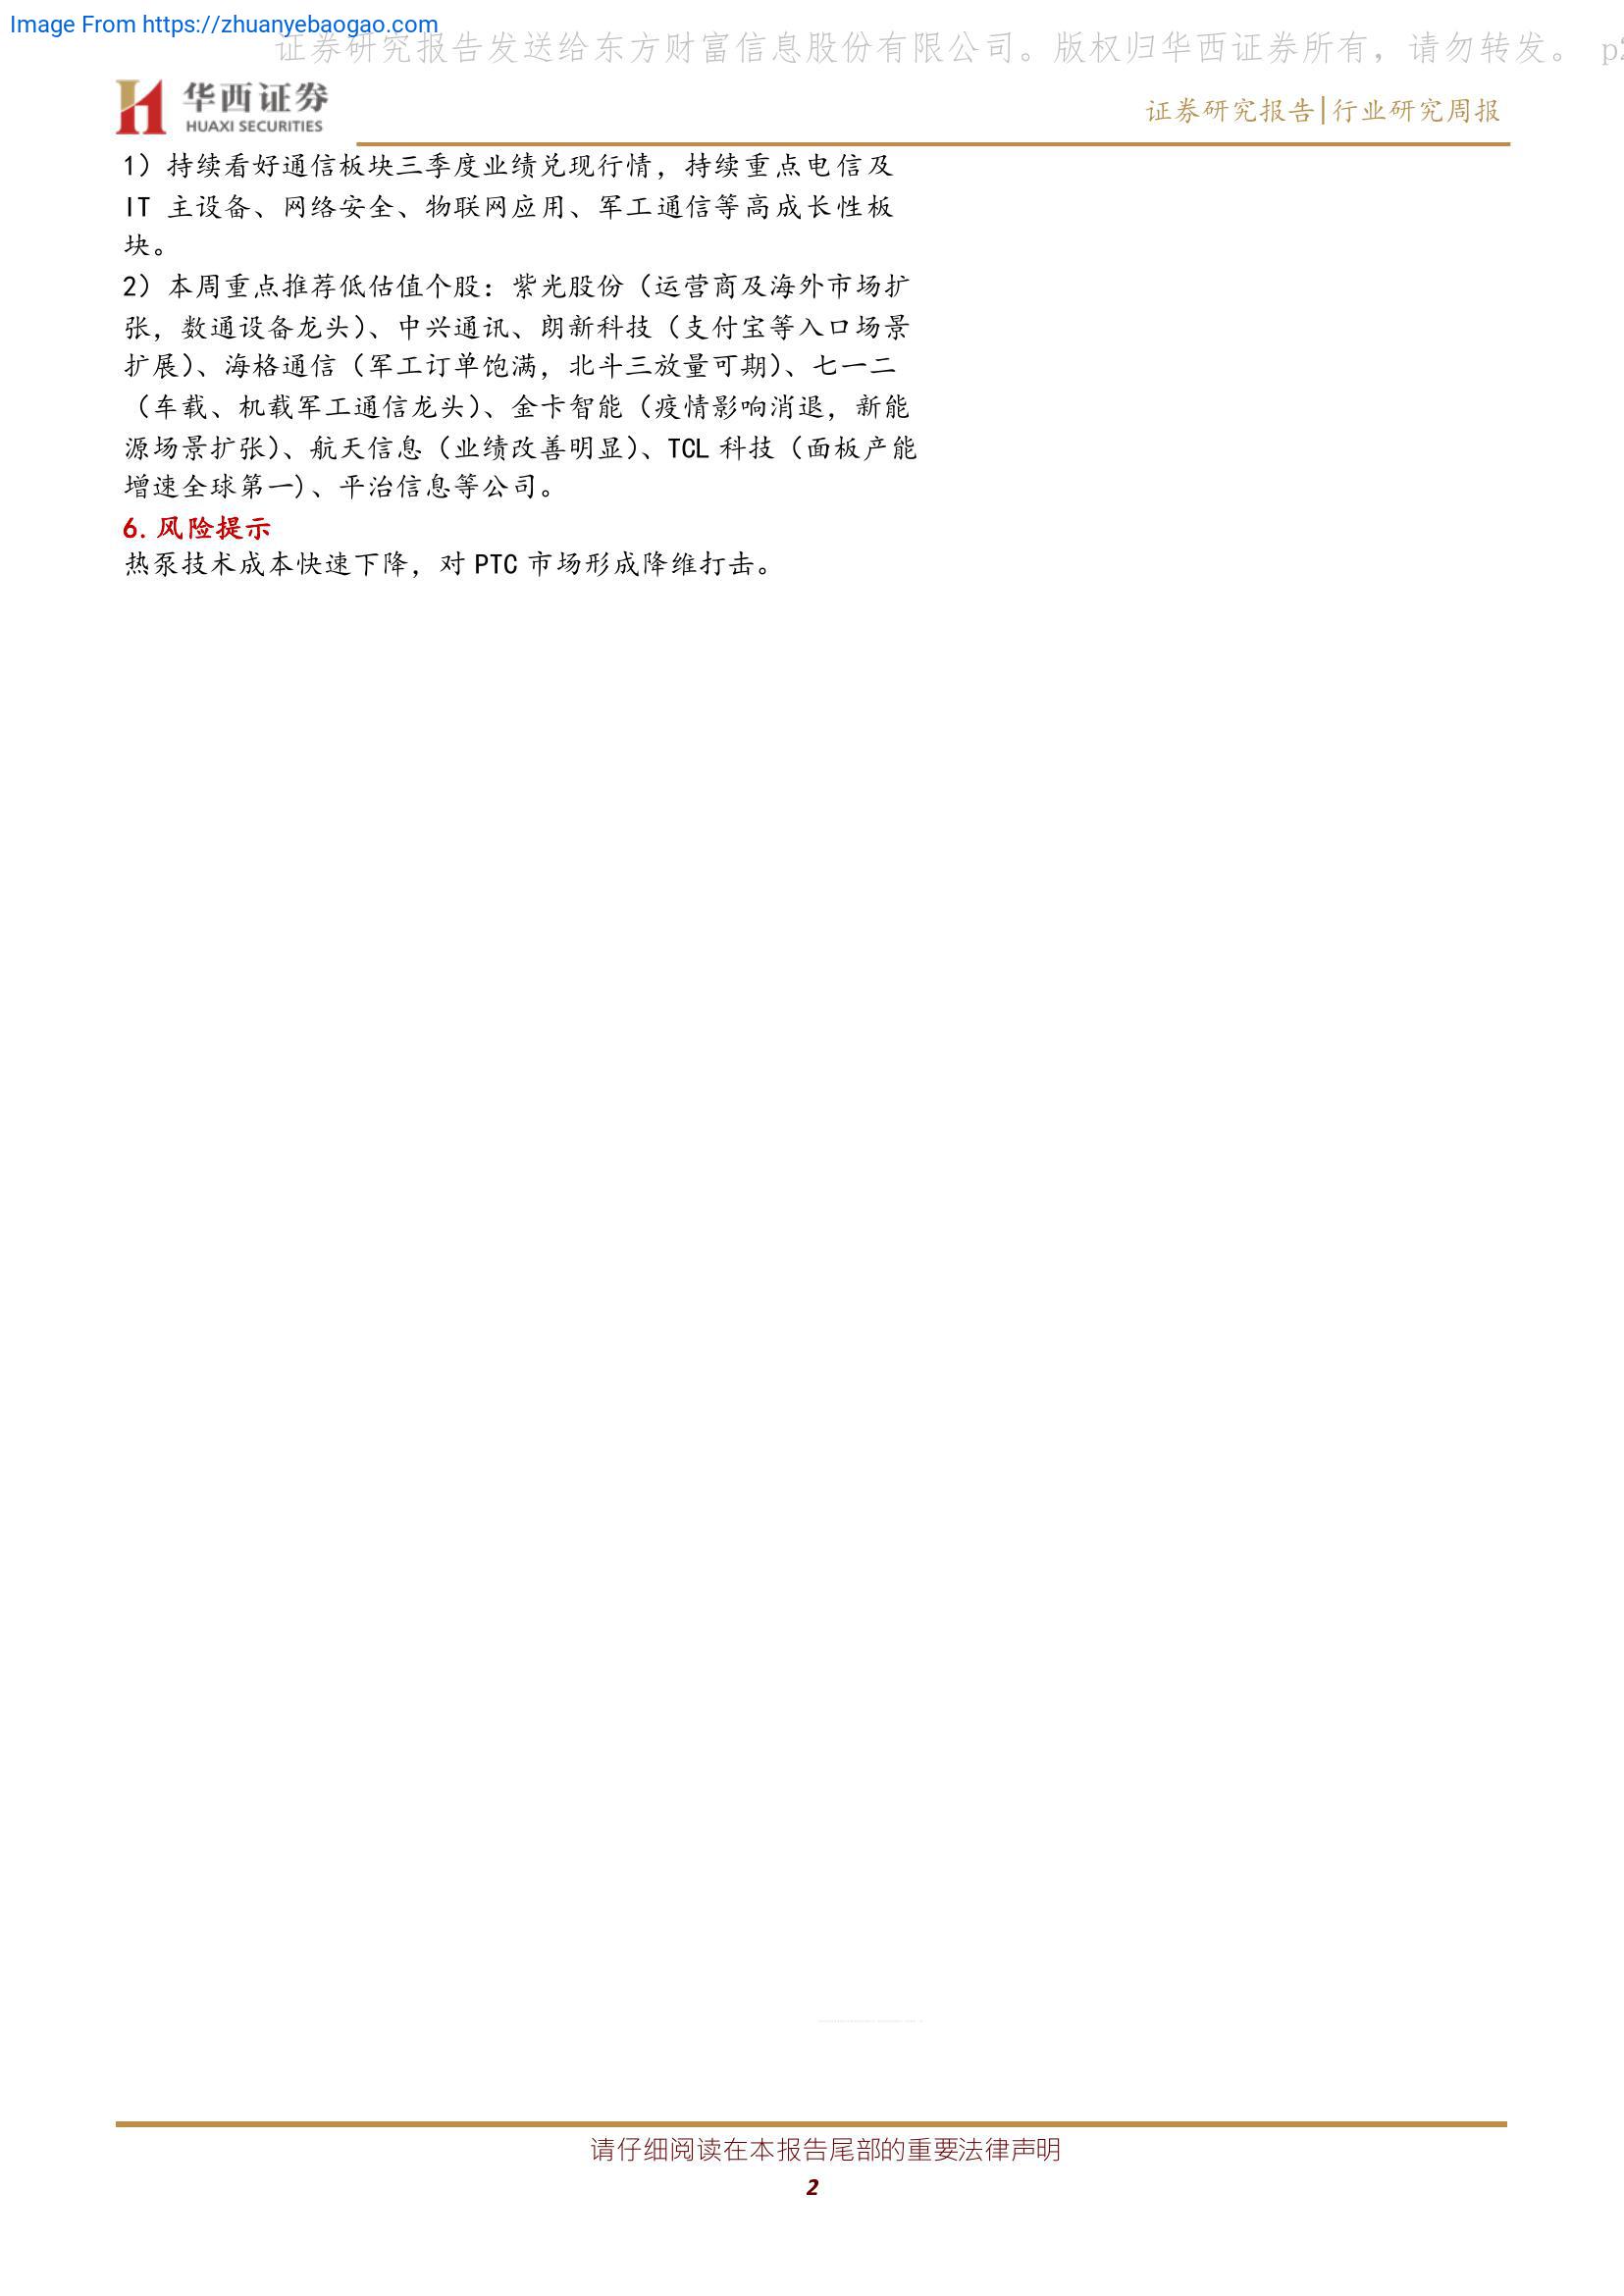 Image From https://zhuanyebaogao.com
证券研究报告发送给东方财富信息股份有限公司。版权归华西证券所有，请勿转发。 p2
华西证券
HUAXI SECURITIES
证券研究报告|行业研究周报
1）持续看好通信板块三季度业绩兑现行情，持续重点电信及
IT 主设备、网络安全、物联网应用、军工通信等高成长性板
块。
2）本周重点推荐低估值个股：紫光股份（运营商及海外市场扩
张，数通设备龙头）、中兴通讯、朗新科技（支付宝等入口场景
扩展）、海格通信（军工订单饱满，北斗三放量可期）、七一二
（车载、机载军工通信龙头）、金卡智能（疫情影响消退，新能
源场景扩张）、航天信息（业绩改善明显）、TCL 科技（面板产能
增速全球第一）、平治信息等公司。
6. 风险提示
热泵技术成本快速下降，对 PTC 市场形成降维打击。
请仔细阅读在本报告尾部的重要法律声明
2